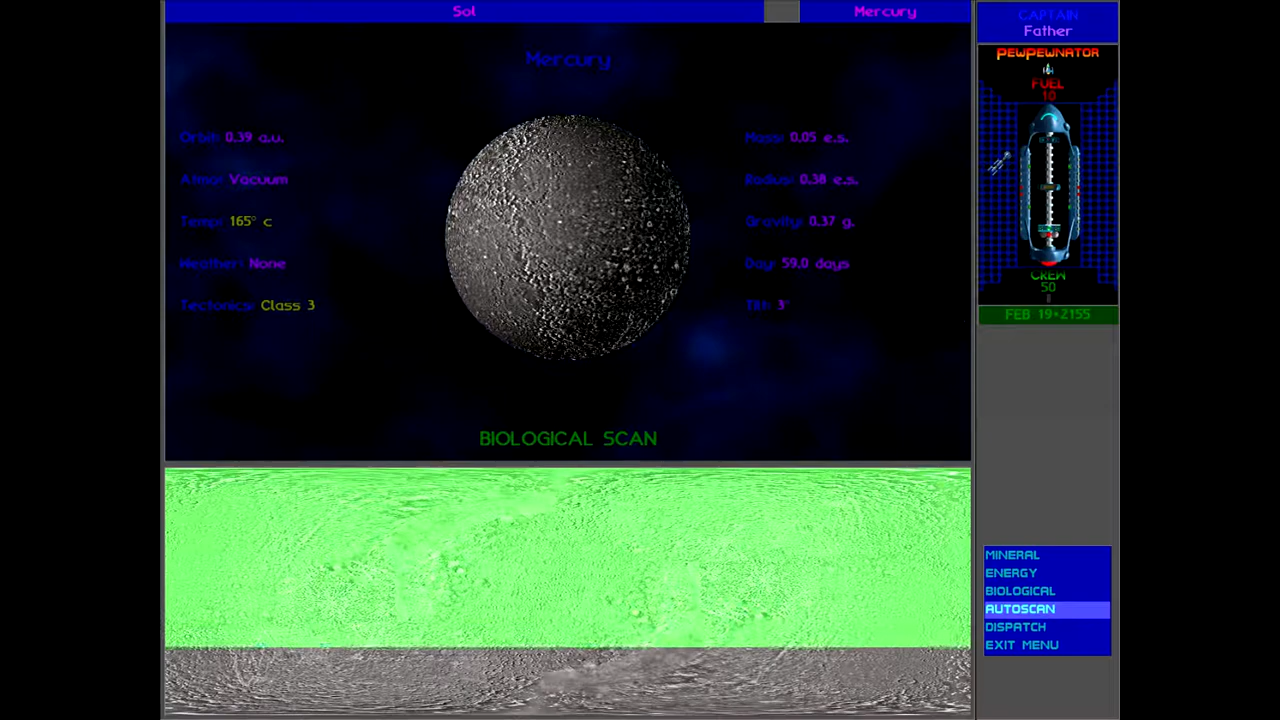 Sol
Mercury
Mercury
Orbit: 0.39 a.u.
Atmo: Vacuum
Temp: 165° c
Weather: None
Tectonics: Class 3
Mass: 0.05 e.s.
Radius: 0.38 e.s.
Gravity: 0.37 g.
Day: 59.0 days
Tilt: 3°
BIOLOGICAL SCAN
CAPTAIN
Father
PEWPEWNATOR
FUEL
10
CREW
50
FEB 19•2155
MINERAL
ENERGY
BIOLOGICAL
AUTOSCAN
DISPATCH
EXIT MENU